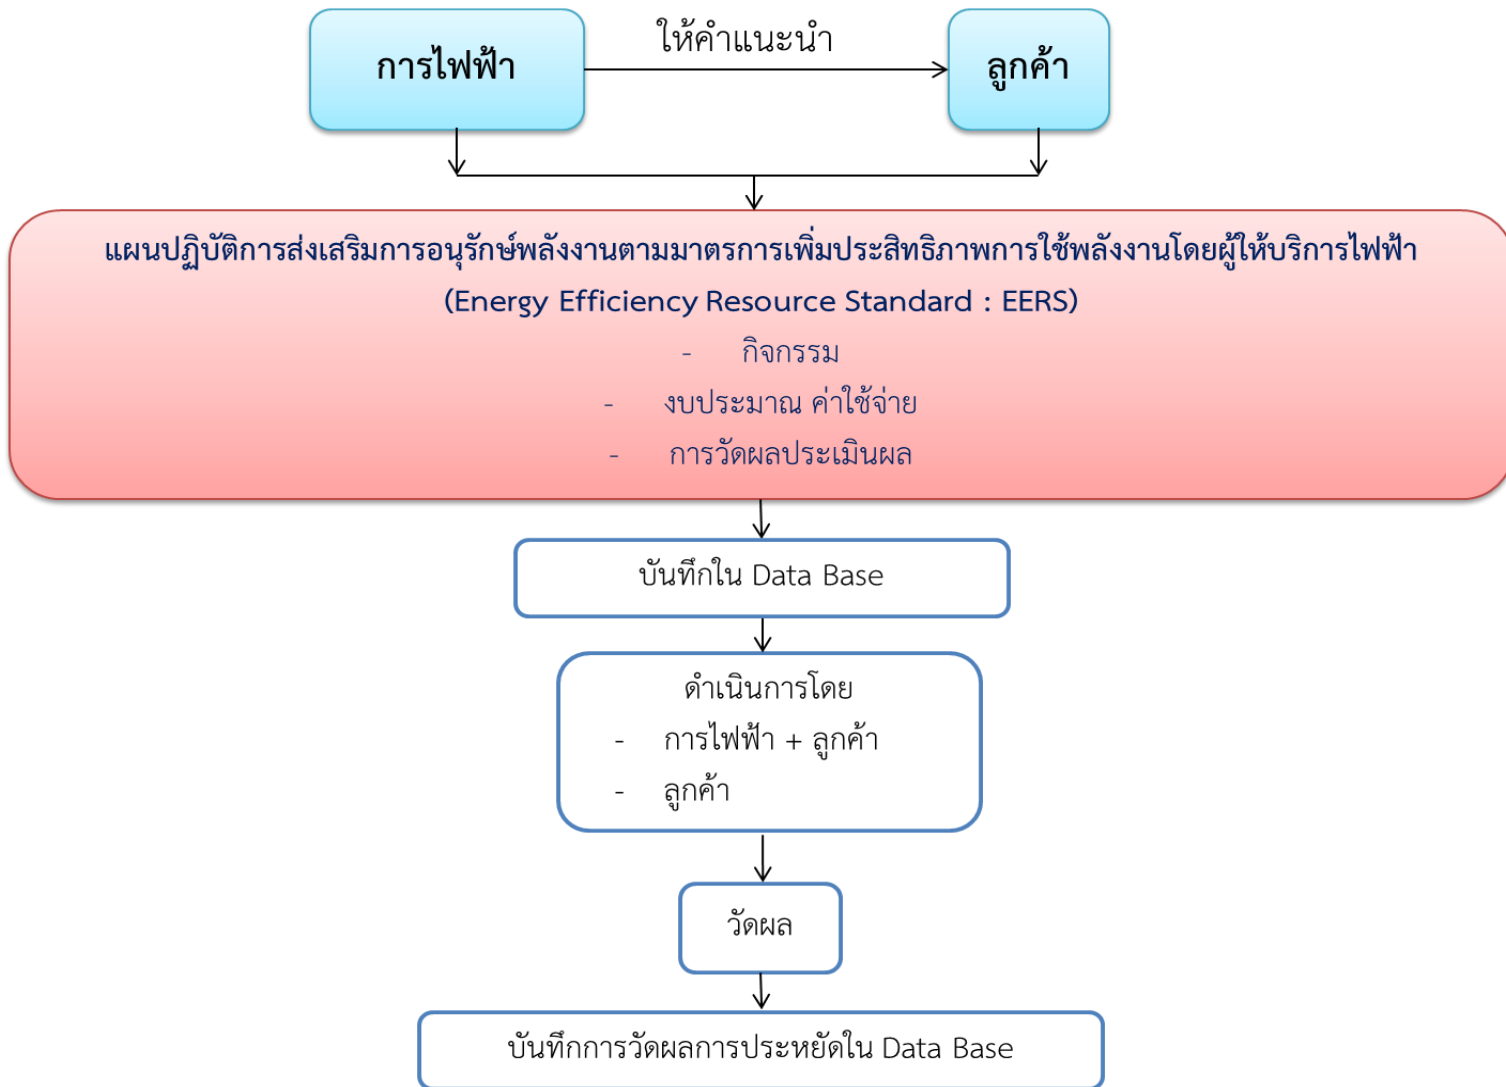 การไฟฟ้า
ให้คำแนะนำ
ลูกค้า
แผนปฏิบัติการส่งเสริมการอนุรักษ์พลังงานตามมาตรการเพิ่มประสิทธิภาพการใช้พลังงานโดยผู้ให้บริการไฟฟ้า
(Energy Efficiency Resource Standard : EERS)
- กิจกรรม
- งบประมาณ ค่าใช้จ่าย
- การวัดผลประเมินผล
บันทึกใน Data Base
ดำเนินการโดย
- การไฟฟ้า + ลูกค้า
- ลูกค้า
วัดผล
บันทึกการวัดผลการประหยัดใน Data Base